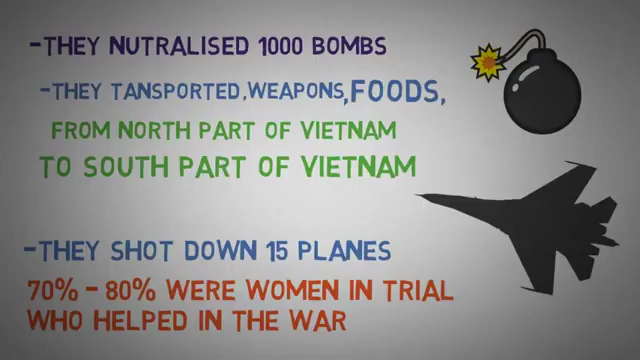 -THEY NUTRALISED 1000 BOMBS
-THEY TANSPORTED,WEAPONS,FOODS,
FROM NORTH PART OF VIETNAM
TO SOUTH PART OF VIETNAM
-THEY SHOT DOWN 15 PLANES
70% - 80% WERE WOMEN IN TRIAL
WHO HELPED IN THE WAR